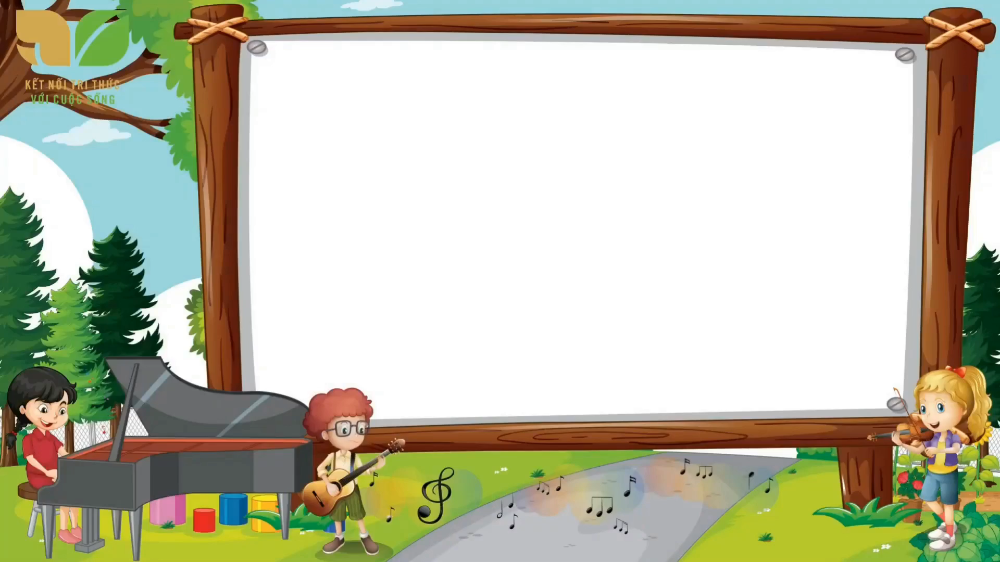 KẾT NỐI TRI THỨC
VỚI CUỘC SỐNG